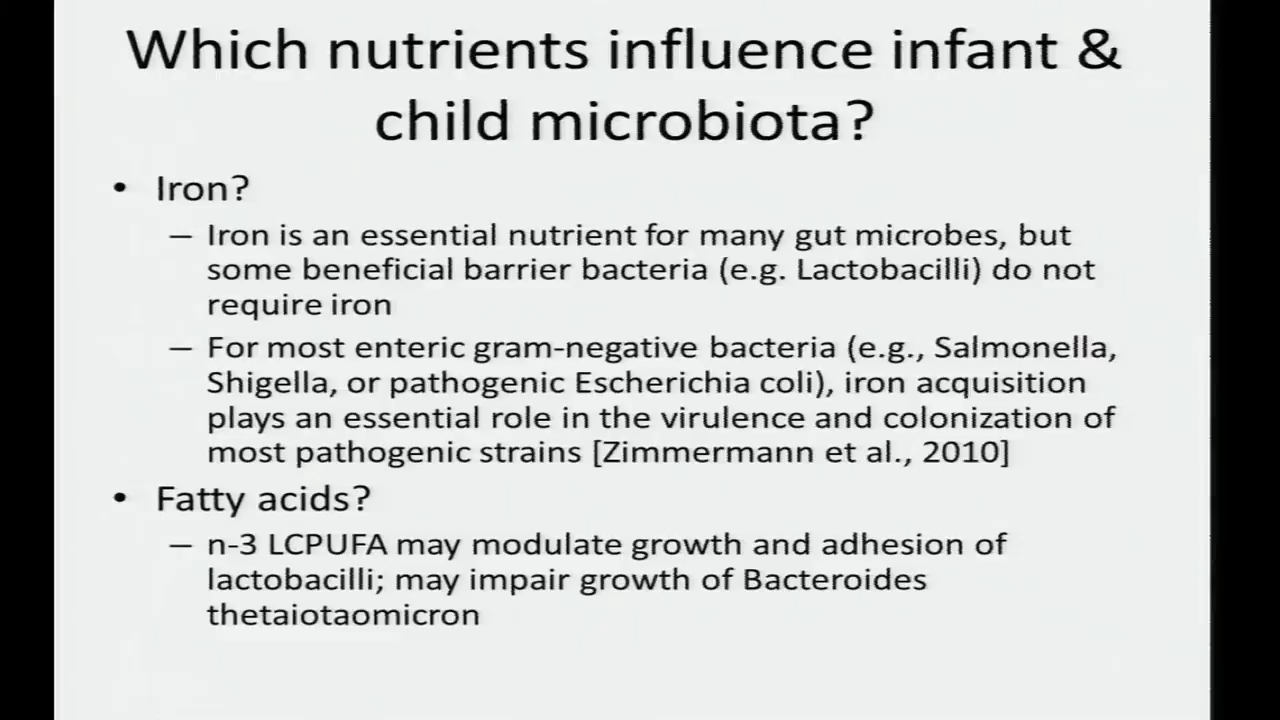 Which nutrients influence infant &
child microbiota?
• Iron?
– Iron is an essential nutrient for many gut microbes, but
some beneficial barrier bacteria (e.g. Lactobacilli) do not
require iron
– For most enteric gram-negative bacteria (e.g., Salmonella,
Shigella, or pathogenic Escherichia coli), iron acquisition
plays an essential role in the virulence and colonization of
most pathogenic strains [Zimmermann et al., 2010]
• Fatty acids?
– n-3 LCPUFA may modulate growth and adhesion of
lactobacilli; may impair growth of Bacteroides
thetaiotaomicron